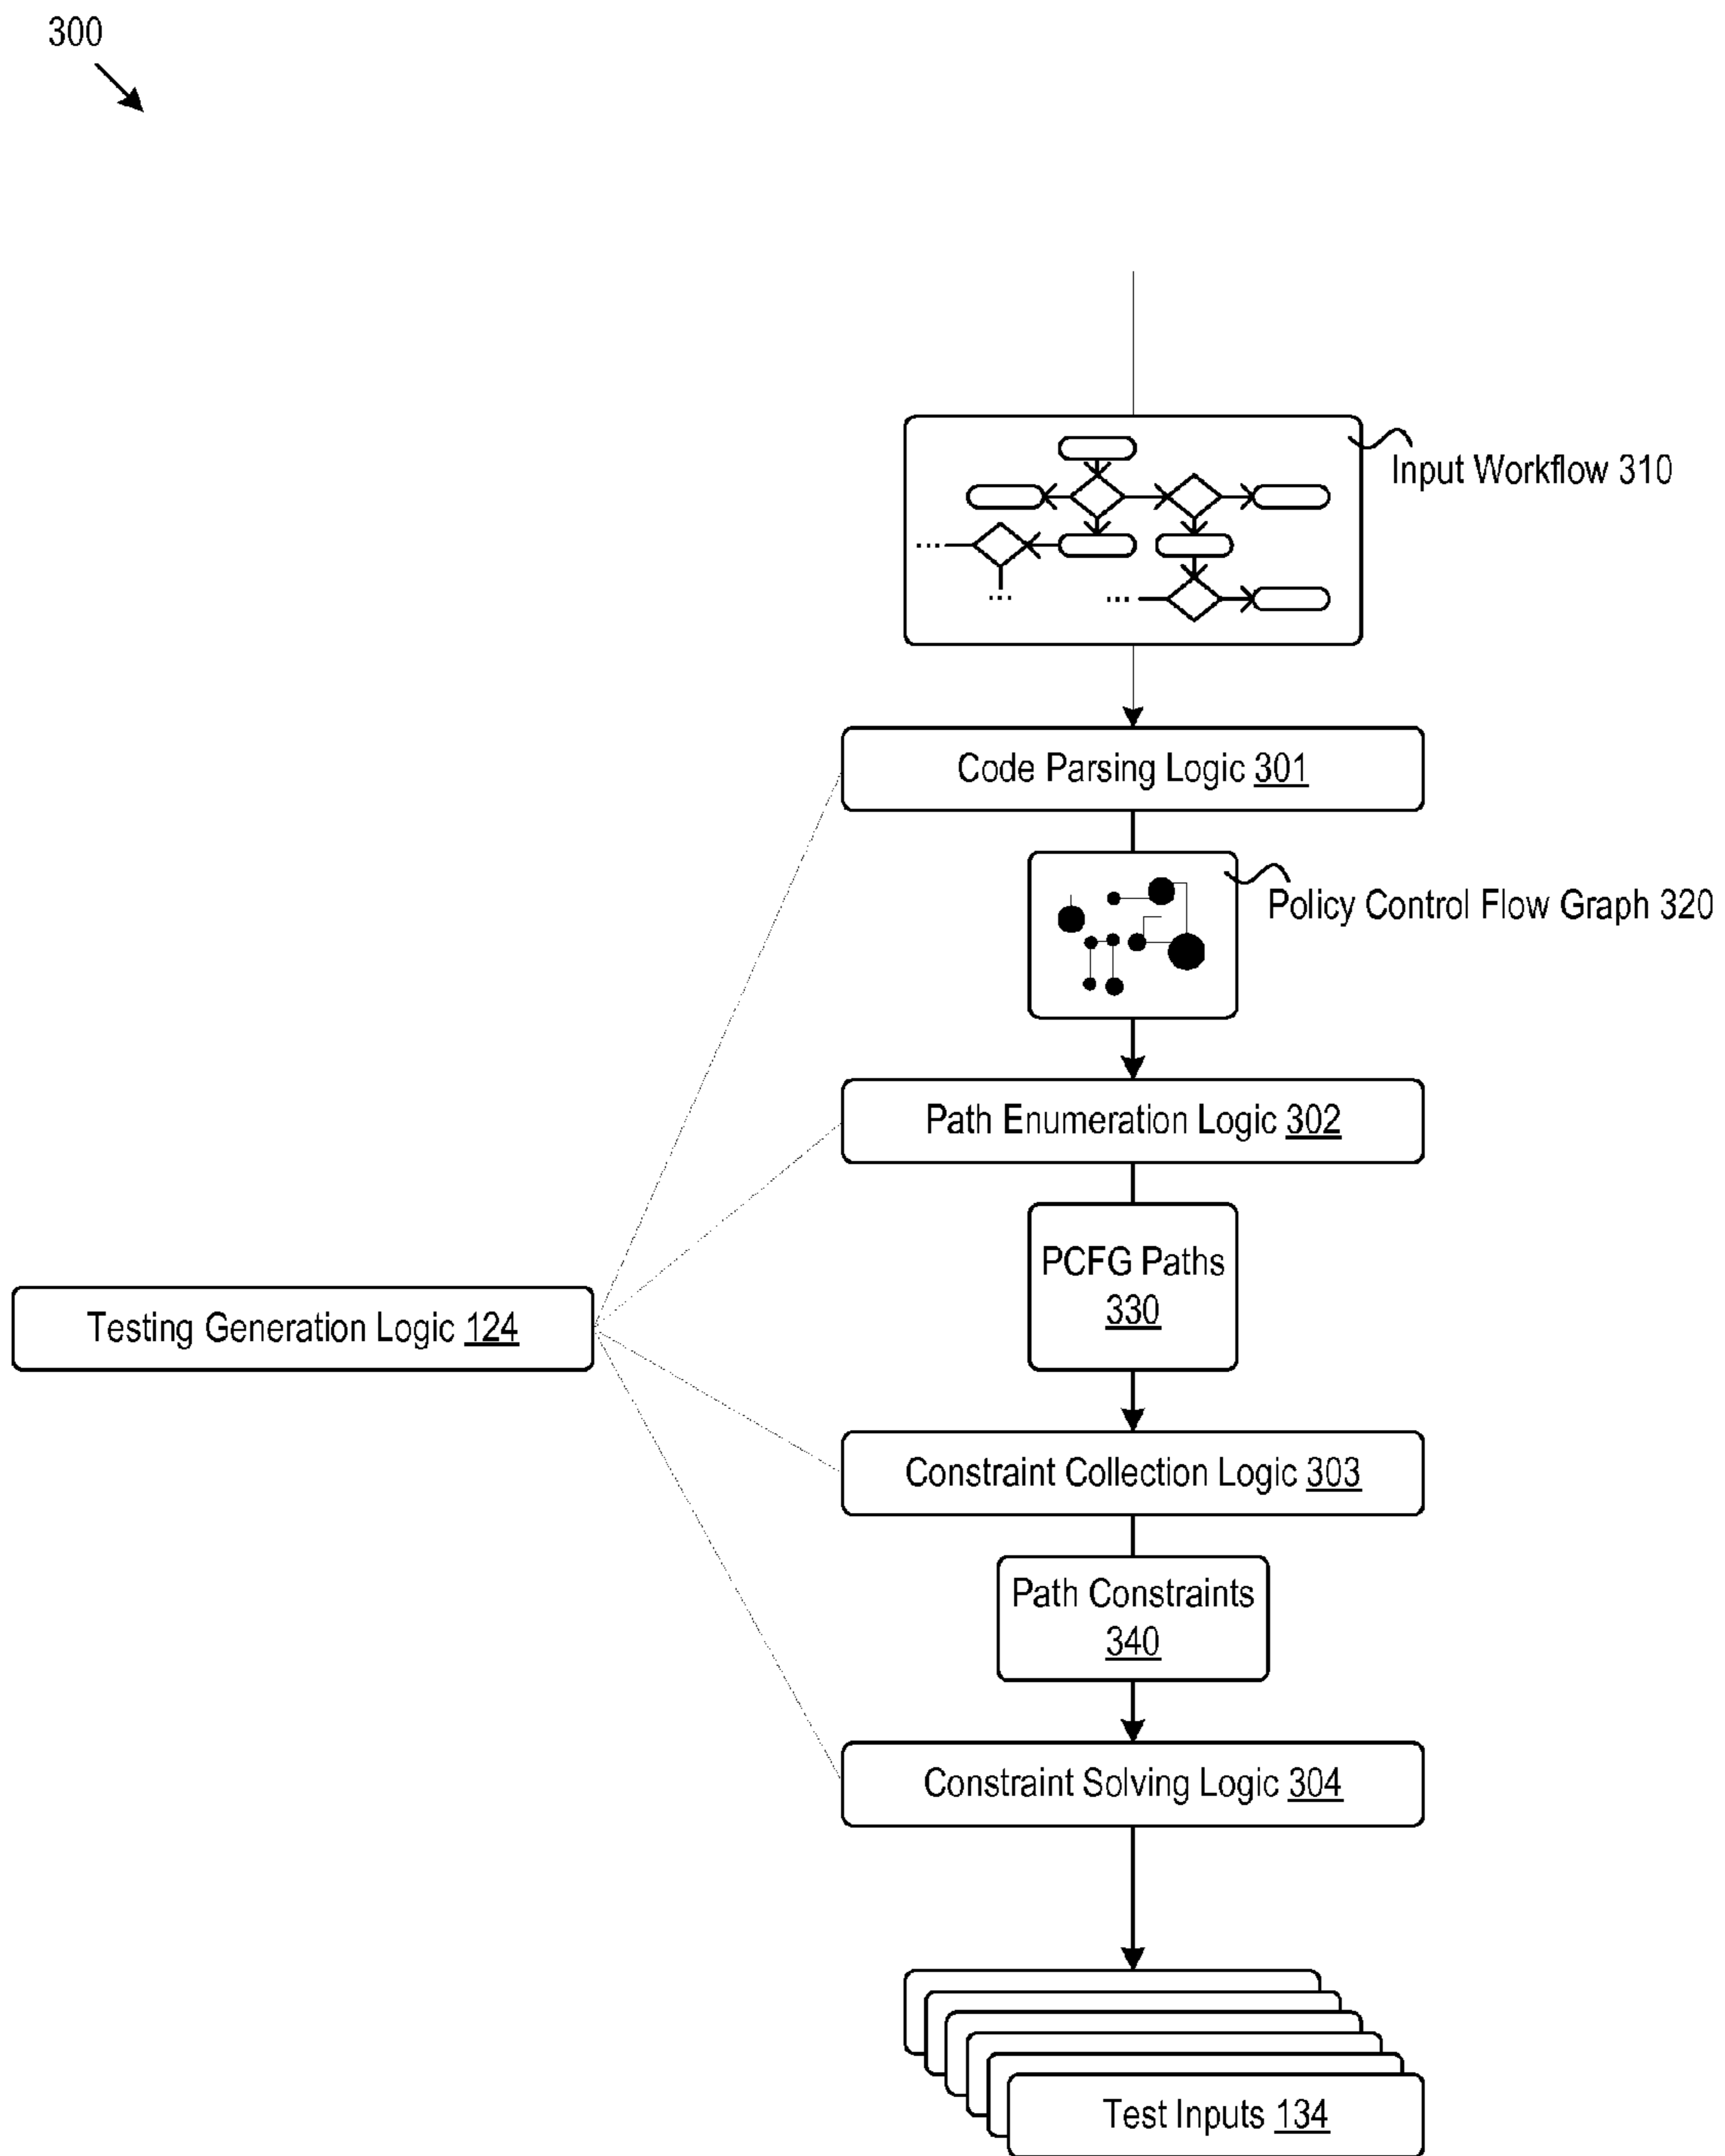 300
Input Workflow 310
...
...
...
Code Parsing Logic 301
Policy Control Flow Graph 320
Path Enumeration Logic 302
PCFG Paths
330
Testing Generation Logic 124
Constraint Collection Logic 303
Path Constraints
340
Constraint Solving Logic 304
Test Inputs 134